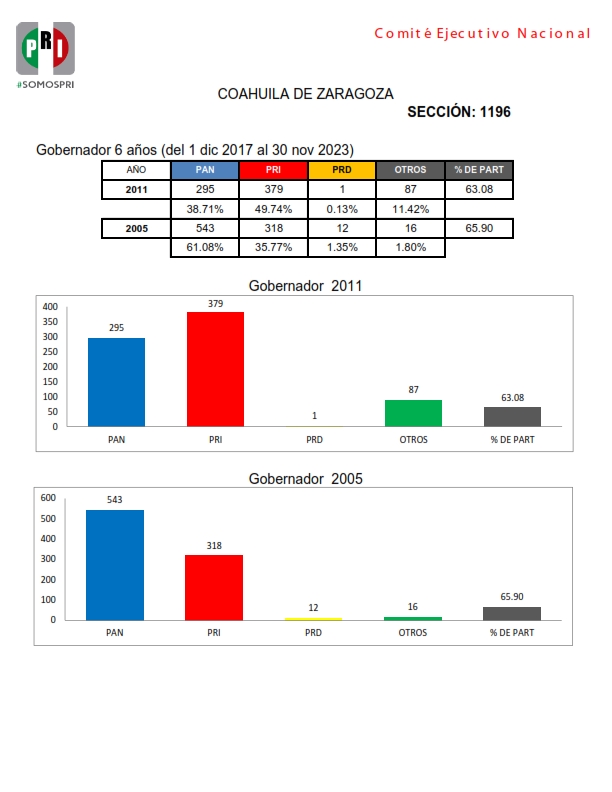 Comité Ejecutivo Nacional
PRI
#SOMOSPRI
COAHUILA DE ZARAGOZA
SECCIÓN: 1196
Gobernador 6 años (del 1 dic 2017 al 30 nov 2023)
AÑO PAN PRI PRD OTROS % DE PART
2011 295 379 1 87 63.08
38.71% 49.74% 0.13% 11.42%
2005 543 318 12 16 65.90
61.08% 35.77% 1.35% 1.80%
Gobernador 2011
400
350
300
250
200
150
100
50
0
295
379
1
87
63.08
PAN PRI PRD OTROS % DE PART
Gobernador 2005
600
500
400
300
200
100
0
543
318
12
16
65.90
PAN PRI PRD OTROS % DE PART